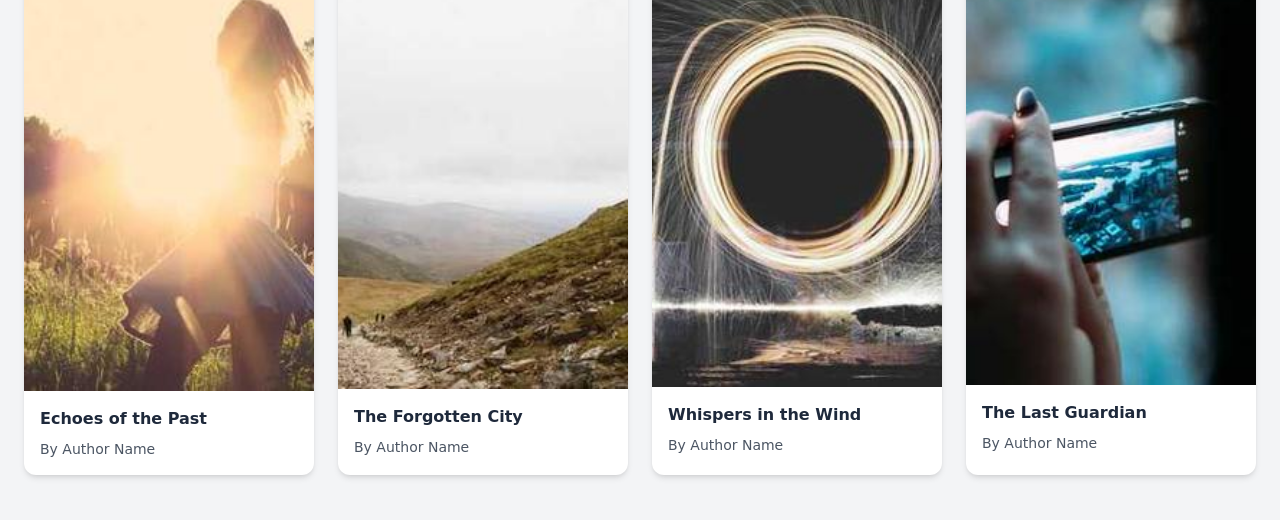 Echoes of the Past
By Author Name
The Forgotten City
By Author Name
Whispers in the Wind
By Author Name
The Last Guardian
By Author Name